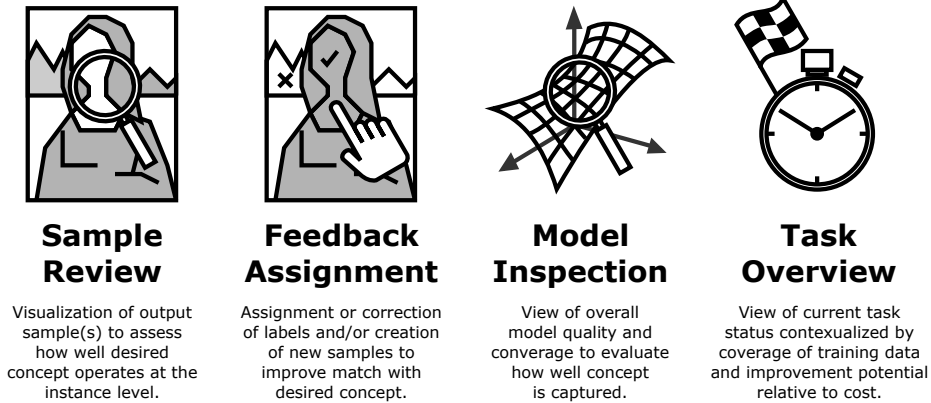 Sample
Review
Visualization of output
sample(s) to assess
how well desired
concept operates at the
instance level.
Feedback
Assignment
Assignment or correction
of labels and/or creation
of new samples to
improve match with
desired concept.
Model
Inspection
View of overall
model quality and
converage to evaluate
how well concept
is captured.
Task
Overview
View of current task
status contexualized by
coverage of training data
and improvement potential
relative to cost.